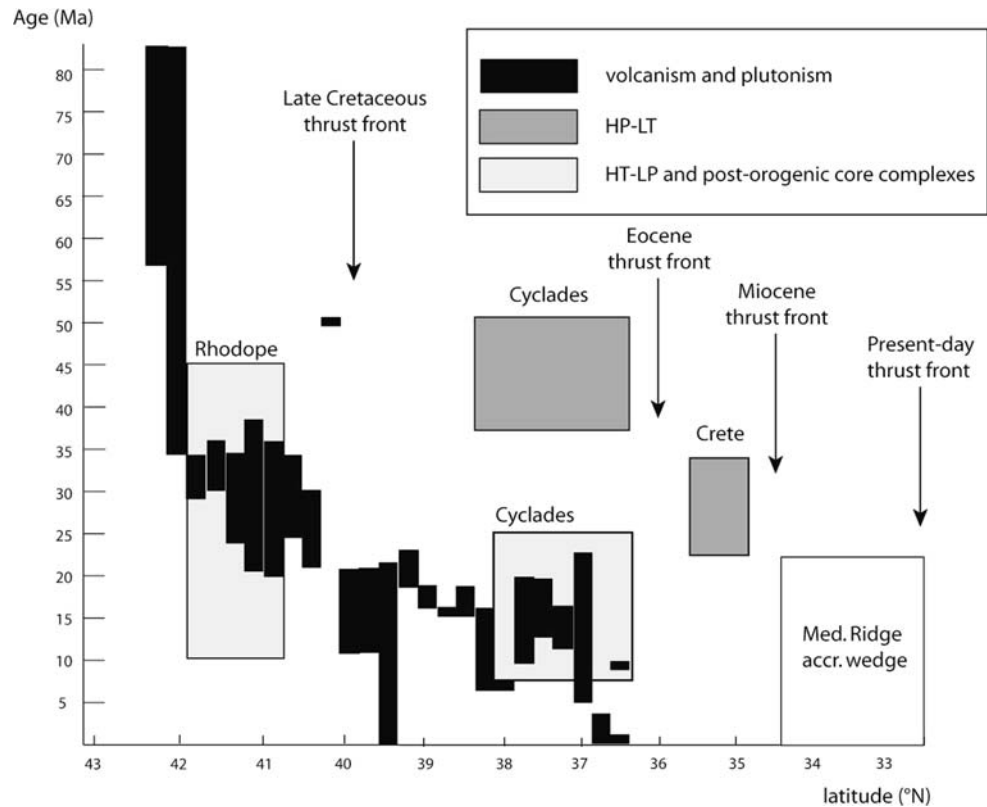 Age (Ma)
80
75
70
65
60
55
50
45
40
35
30
25
20
15
10
5
volcanism and plutonism
HP-LT
HT-LP and post-orogenic core complexes
Late Cretaceous
thrust front
Eocene
thrust front
Miocene
thrust front
Present-day
thrust front
Cyclades
Rhodope
Crete
Cyclades
Med. Ridge
accr. wedge
43 42 41 40 39 38 37 36 35 34 33
latitude (°N)